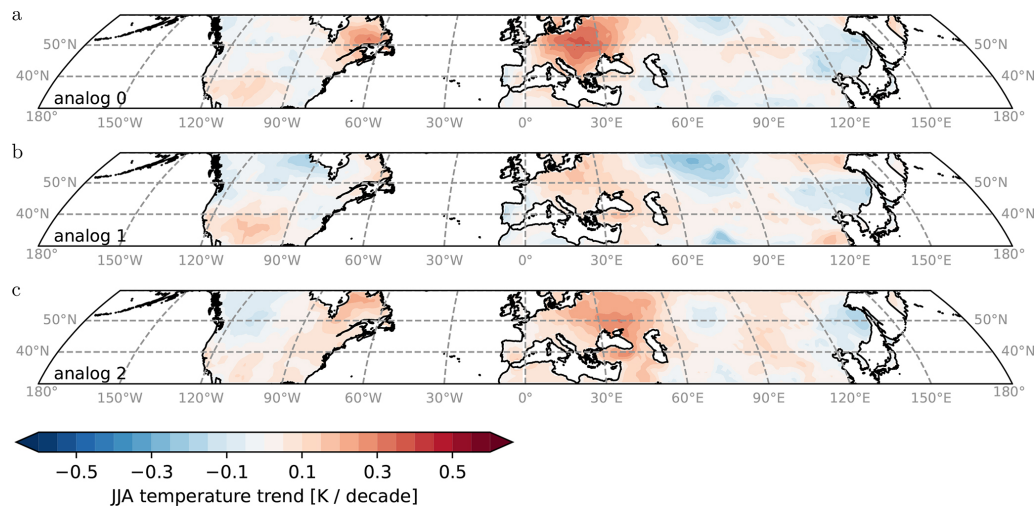 a
50°N 50°N
40°N 40°N
analog 0
180° 150°W 120°W 90°W 60°W 30°W 0° 30°E 60°E 90°E 120°E 150°E 180°
b
50°N 50°N
40°N 40°N
analog 1
180° 150°W 120°W 90°W 60°W 30°W 0° 30°E 60°E 90°E 120°E 150°E 180°
c
50°N 50°N
40°N 40°N
analog 2
180° 150°W 120°W 90°W 60°W 30°W 0° 30°E 60°E 90°E 120°E 150°E 180°
−0.5 −0.3 −0.1 0.1 0.3 0.5
JJA temperature trend [K / decade]